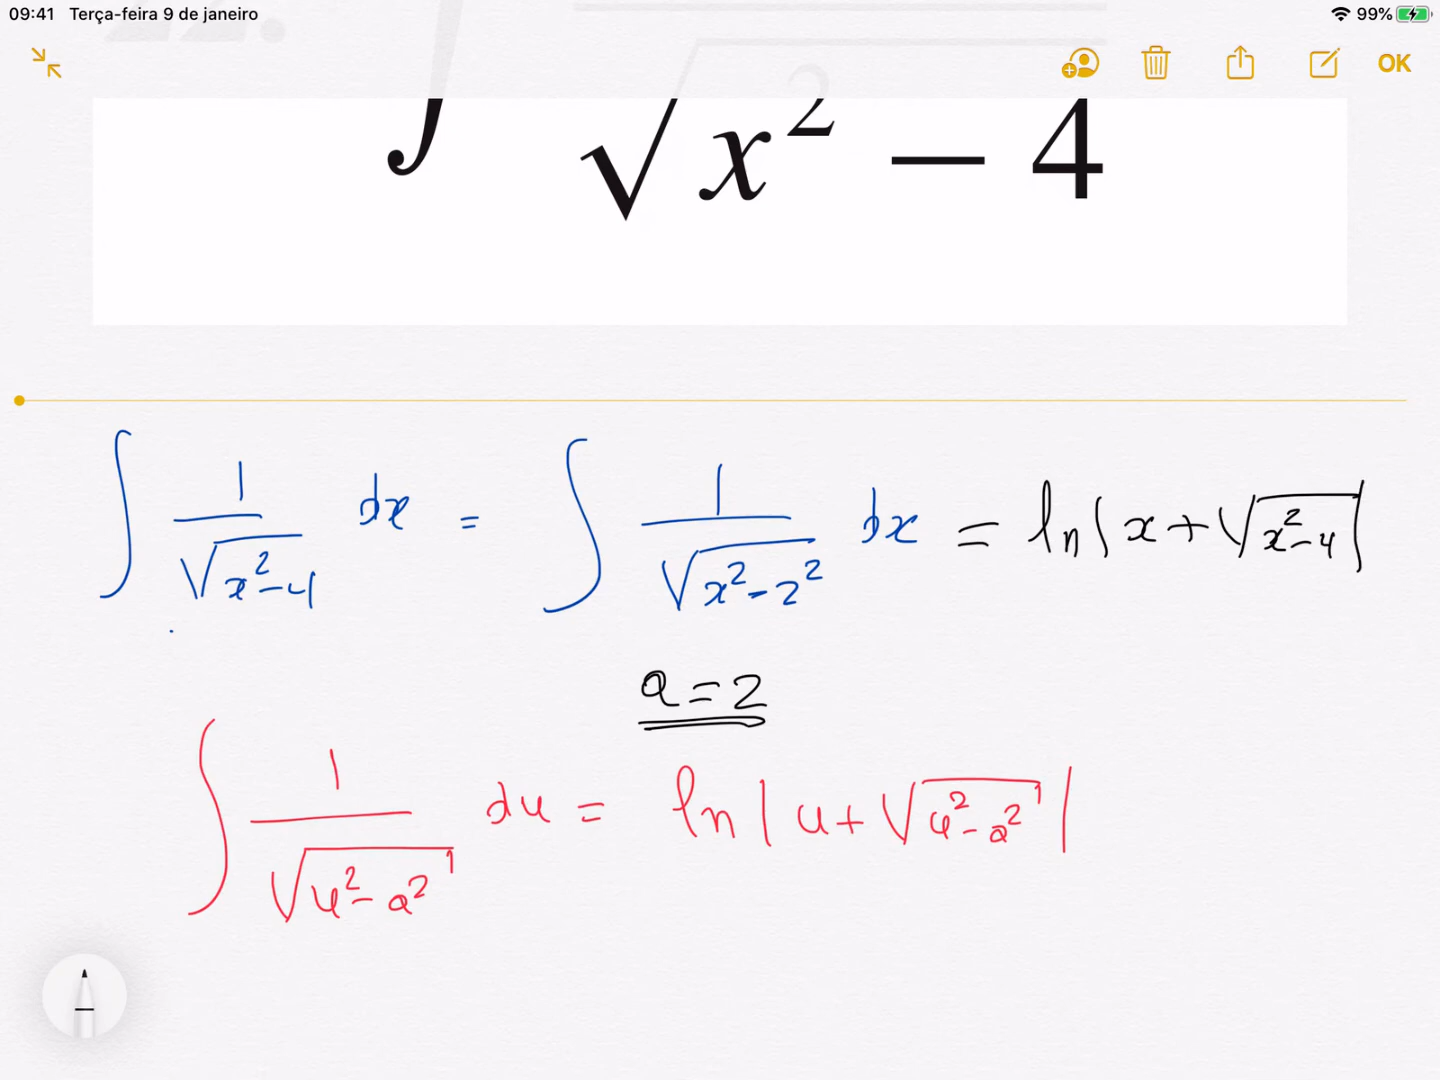 09:41 Terça-feira 9 de janeiro 99%
OK
22.
∫ √x² − 4
∫ 1/√x²−4 dx = ∫ 1/√x²−2² dx = ln|x+√x²−4|
a=2
∫ 1/√u²−a² du = ln|u+√u²−a²|